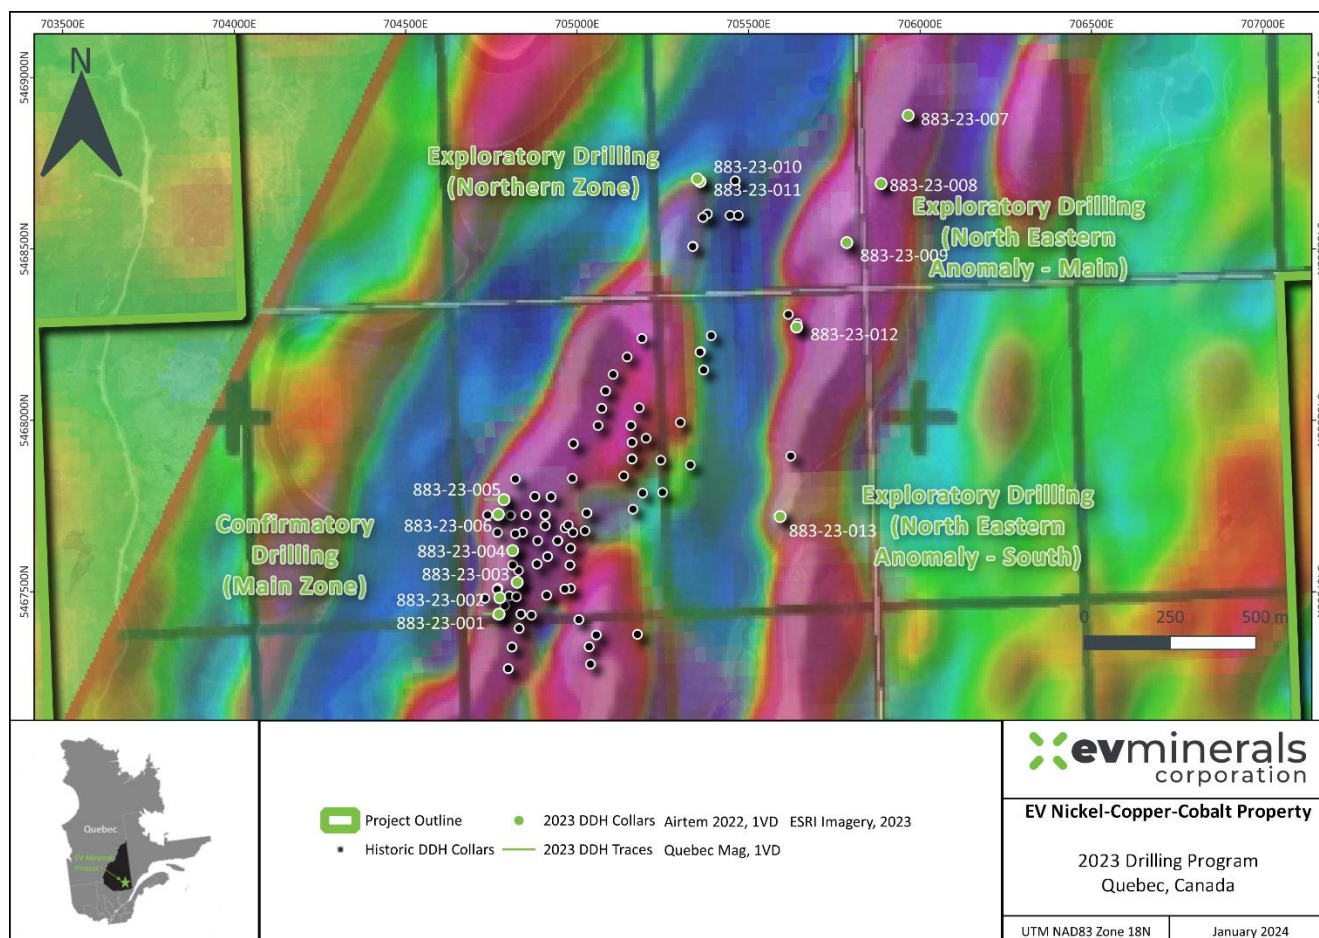 703500E 704000E 704500E 705000E 705500E 706000E 706500E 707000E
5469000N
5468500N
5468000N
5467500N
N
Exploratory Drilling
(Northern Zone)
883-23-010
883-23-011
883-23-007
883-23-008
Exploratory Drilling
(North Eastern
Anomaly - Main)
883-23-009
883-23-012
883-23-005
883-23-006
883-23-004
883-23-003
883-23-002
883-23-001
Confirmatory
Drilling
(Main Zone)
Exploratory Drilling
(North Eastern
Anomaly - South)
883-23-013
0 250 500 m
Quebec
EV Minerals
Project
Project Outline
Historic DDH Collars
2023 DDH Collars
2023 DDH Traces
Airtem 2022, 1VD
Quebec Mag, 1VD
ESRI Imagery, 2023
evminerals
corporation
EV Nickel-Copper-Cobalt Property
2023 Drilling Program
Quebec, Canada
UTM NAD83 Zone 18N
January 2024